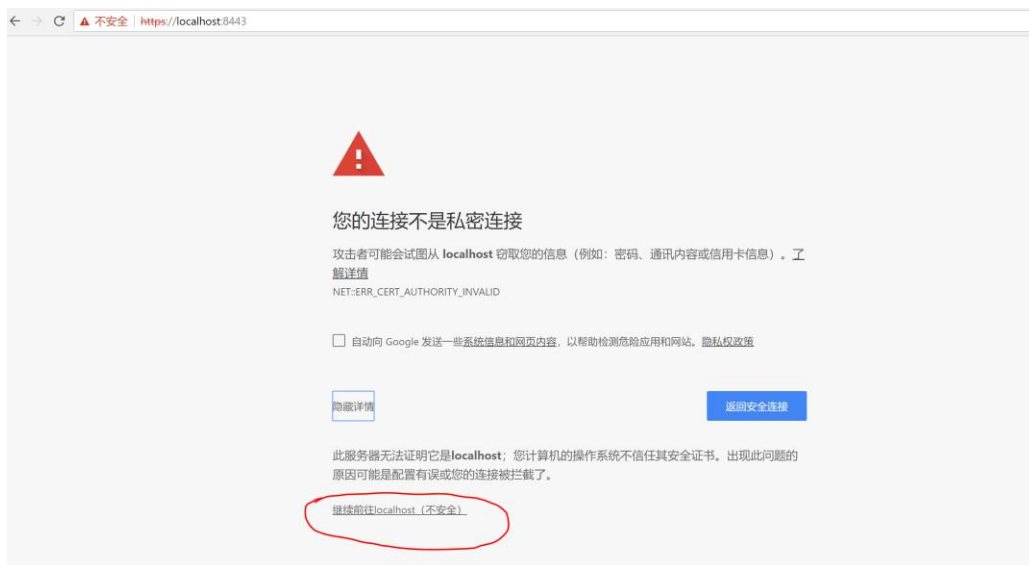 不安全 https://localhost:8443
您的连接不是私密连接
攻击者可能会试图从 localhost 窃取您的信息（例如：密码、通讯内容或信用卡信息）。了
解详情
NET::ERR_CERT_AUTHORITY_INVALID
自动向 Google 发送一些系统信息和网页内容，以帮助检测危险应用和网站。隐私权政策
隐藏详情 返回安全连接
此服务器无法证明它是localhost；您计算机的操作系统不信任其安全证书。出现此问题的
原因可能是配置有误或您的连接被拦截了。
继续前往localhost（不安全）